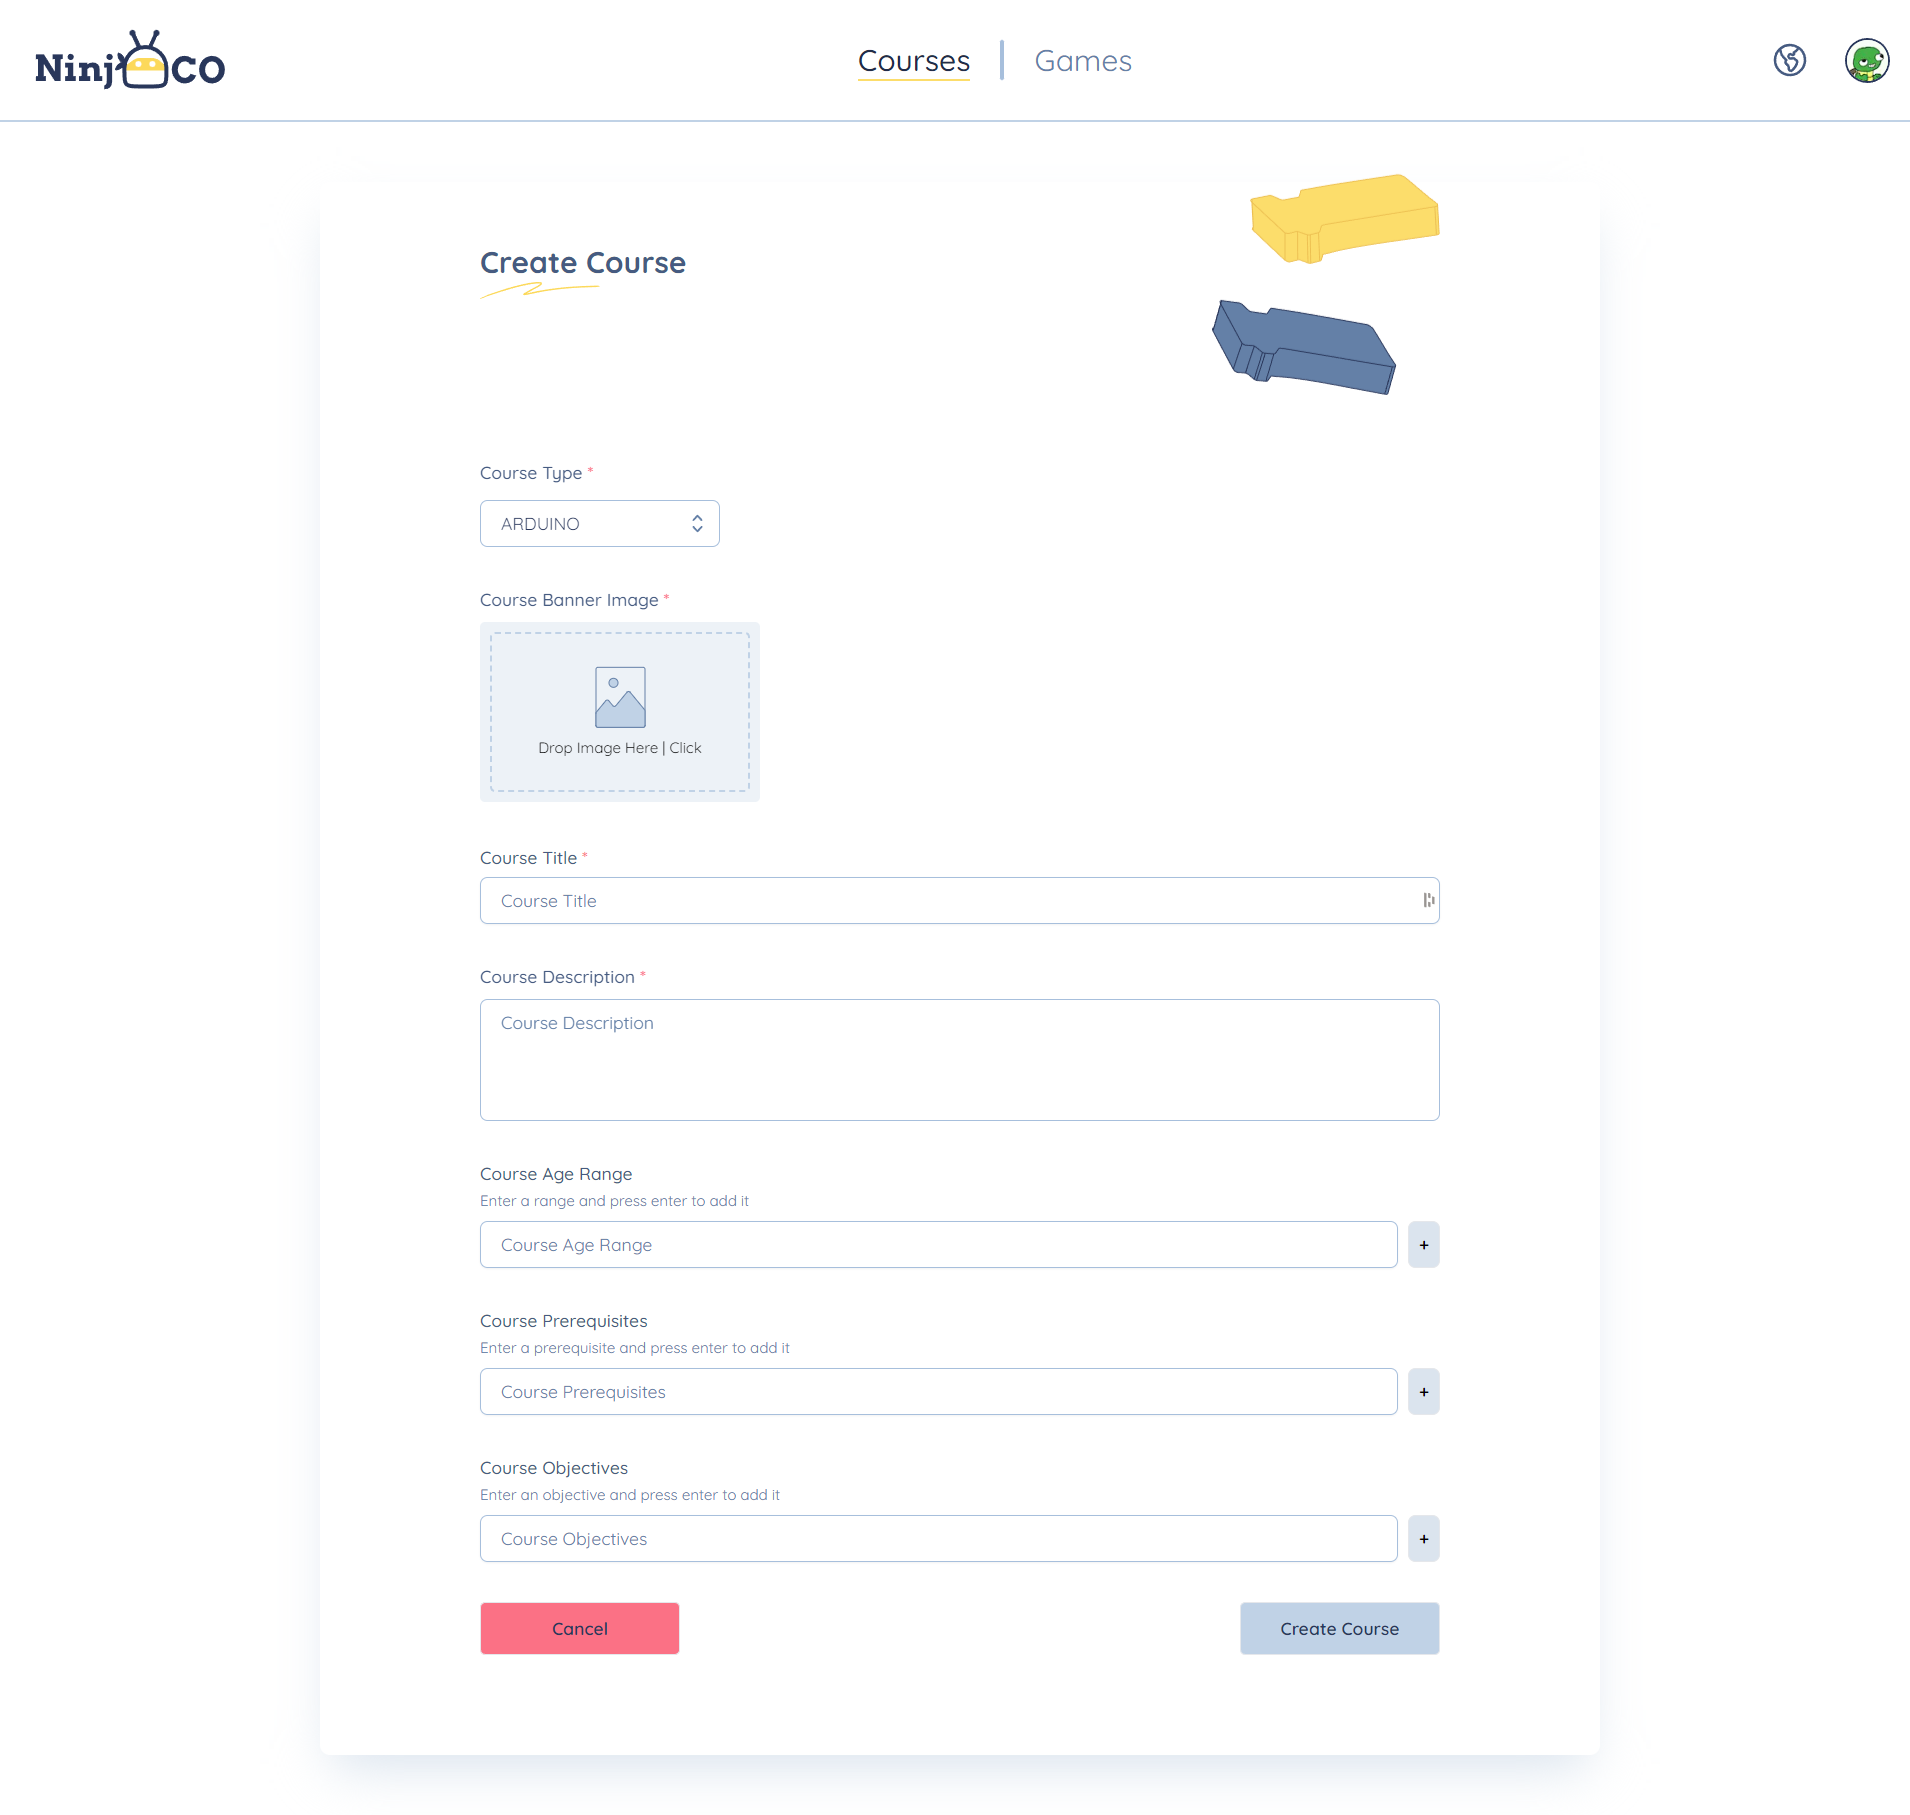 NinjaCO
Courses
Games
Create Course
Course Type *
ARDUINO
Course Banner Image *
Drop Image Here | Click
Course Title *
Course Title
Course Description *
Course Description
Course Age Range
Enter a range and press enter to add it
Course Age Range
+
Course Prerequisites
Enter a prerequisite and press enter to add it
Course Prerequisites
+
Course Objectives
Enter an objective and press enter to add it
Course Objectives
+
Cancel
Create Course